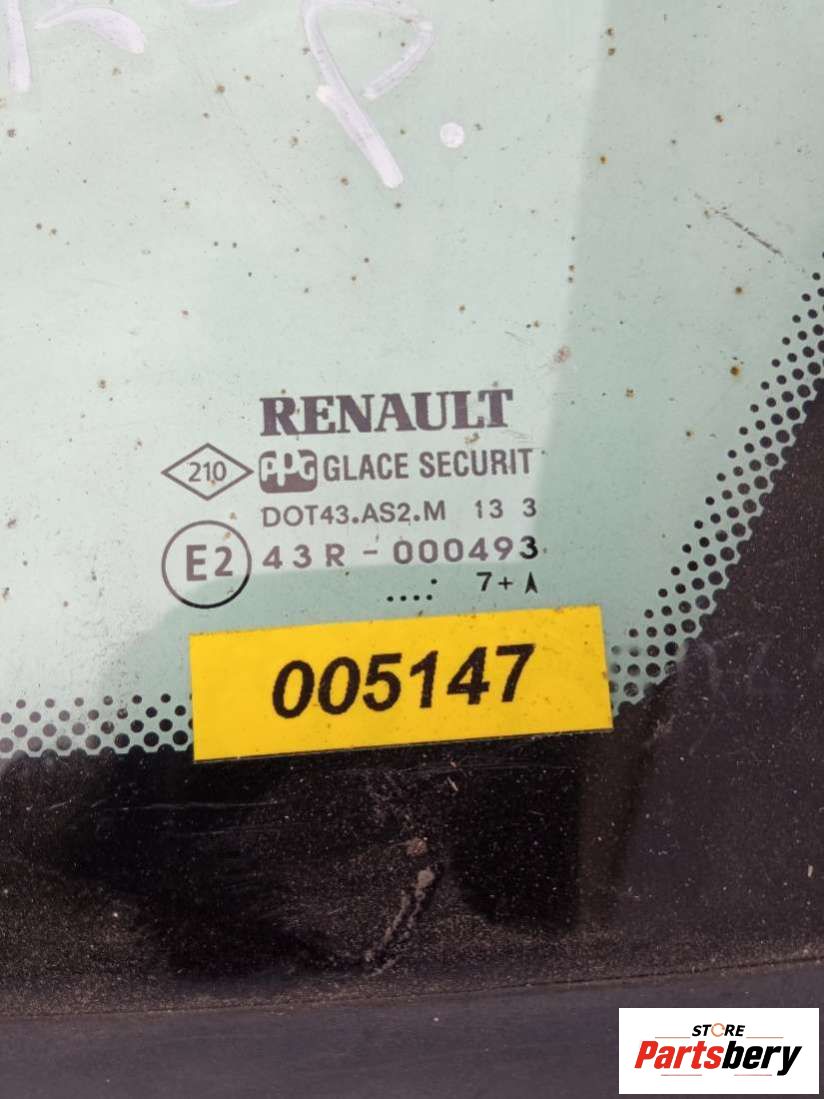 P.
RENAULT
210 PPG GLACE SECURIT
DOT43.AS2.M 13 3
E2 43R-000493
....· 7+A
005147
STORE
Partsbery